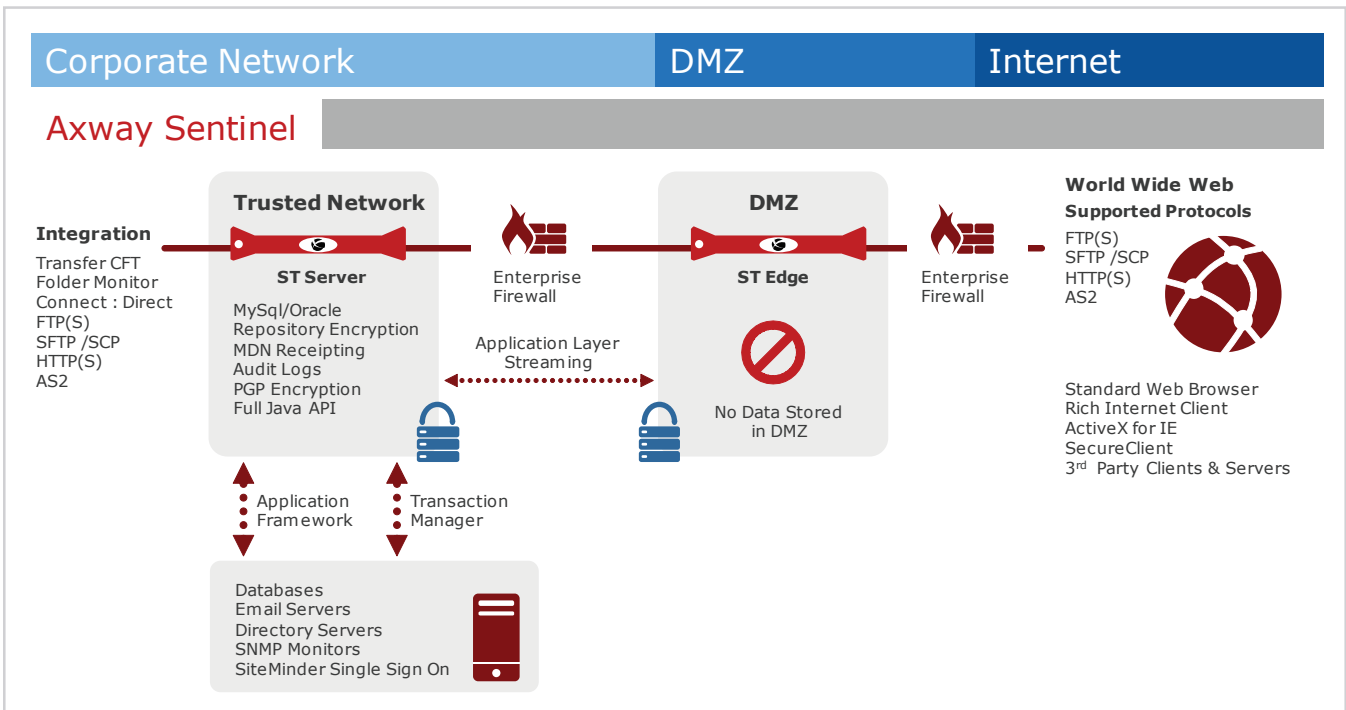 Corporate Network
DMZ
Internet
Axway Sentinel
Integration
Transfer CFT
Folder Monitor
Connect : Direct
FTP(S)
SFTP /SCP
HTTP(S)
AS2
Trusted Network
ST Server
MySql/Oracle
Repository Encryption
MDN Receipting
Audit Logs
PGP Encryption
Full Java API
Enterprise
Firewall
Application Layer
Streaming
DMZ
ST Edge
No Data Stored
in DMZ
Enterprise
Firewall
World Wide Web
Supported Protocols
FTP(S)
SFTP /SCP
HTTP(S)
AS2
Standard Web Browser
Rich Internet Client
ActiveX for IE
SecureClient
3rd Party Clients & Servers
Application
Framework
Transaction
Manager
Databases
Email Servers
Directory Servers
SNMP Monitors
SiteMinder Single Sign On